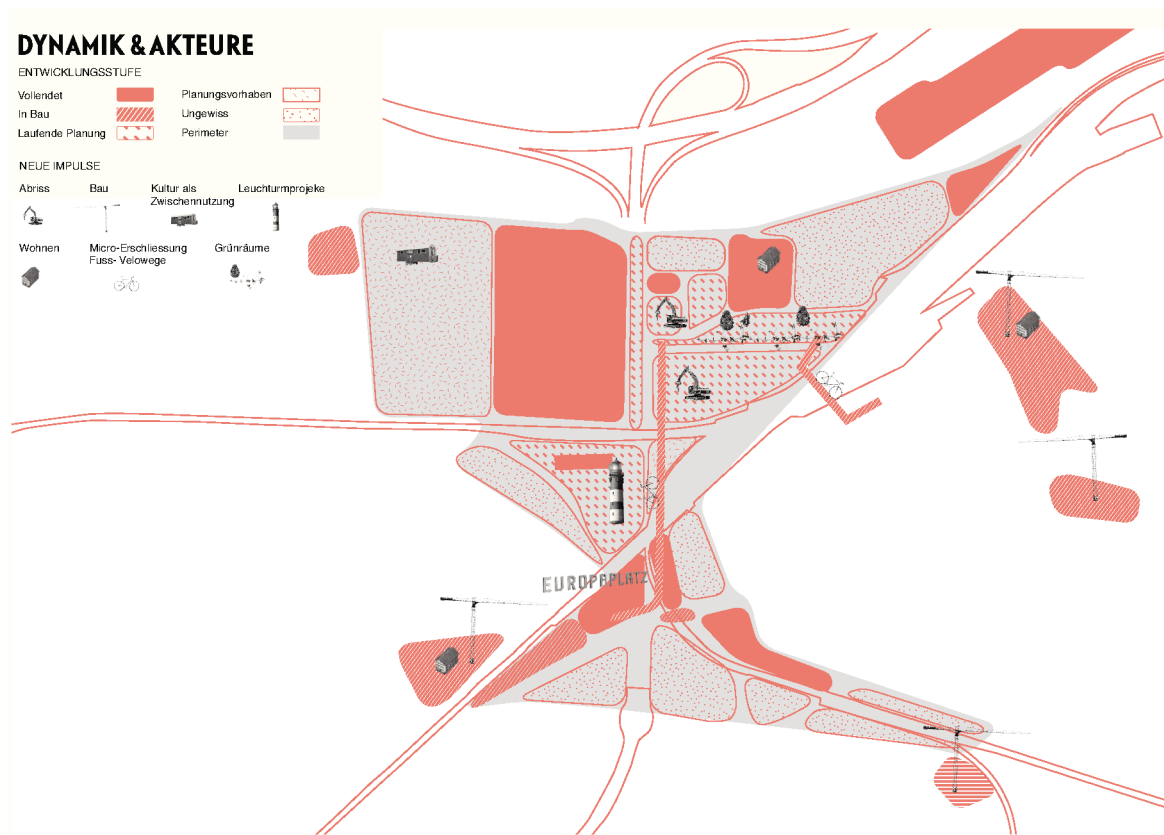 DYNAMIK & AKTEURE
ENTWICKLUNGSSTUFE
Vollendet
Planungsvorhaben
In Bau
Ungewiss
Laufende Planung
Perimeter
NEUE IMPULSE
Abriss
Bau
Kultur als
Zwischennutzung
Leuchturmprojeke
Wohnen
Micro-Erschliessung
Fuss- Velowege
Grünräume
EUROPAPLATZ